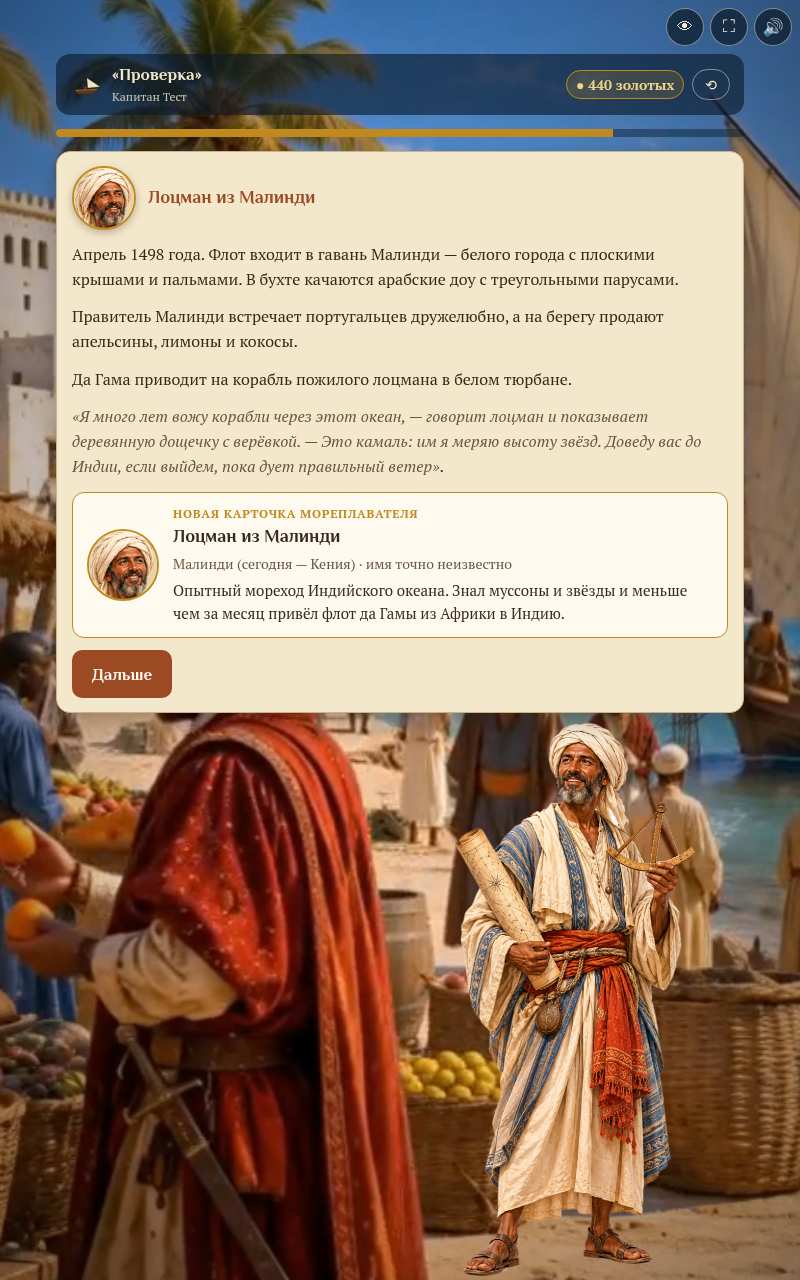 «Проверка»
Капитан Тест
● 440 золотых
Лоцман из Малинди
Апрель 1498 года. Флот входит в гавань Малинди — белого города с плоскими
крышами и пальмами. В бухте качаются арабские доу с треугольными парусами.
Правитель Малинди встречает португальцев дружелюбно, а на берегу продают
апельсины, лимоны и кокосы.
Да Гама приводит на корабль пожилого лоцмана в белом тюрбане.
«Я много лет вожу корабли через этот океан, — говорит лоцман и показывает
деревянную дощечку с верёвкой. — Это камаль: им я меряю высоту звёзд. Доведу вас до
Индии, если выйдем, пока дует правильный ветер».
НОВАЯ КАРТОЧКА МОРЕПЛАВАТЕЛЯ
Лоцман из Малинди
Малинди (сегодня — Кения) · имя точно неизвестно
Опытный мореход Индийского океана. Знал муссоны и звёзды и меньше
чем за месяц привёл флот да Гамы из Африки в Индию.
Дальше